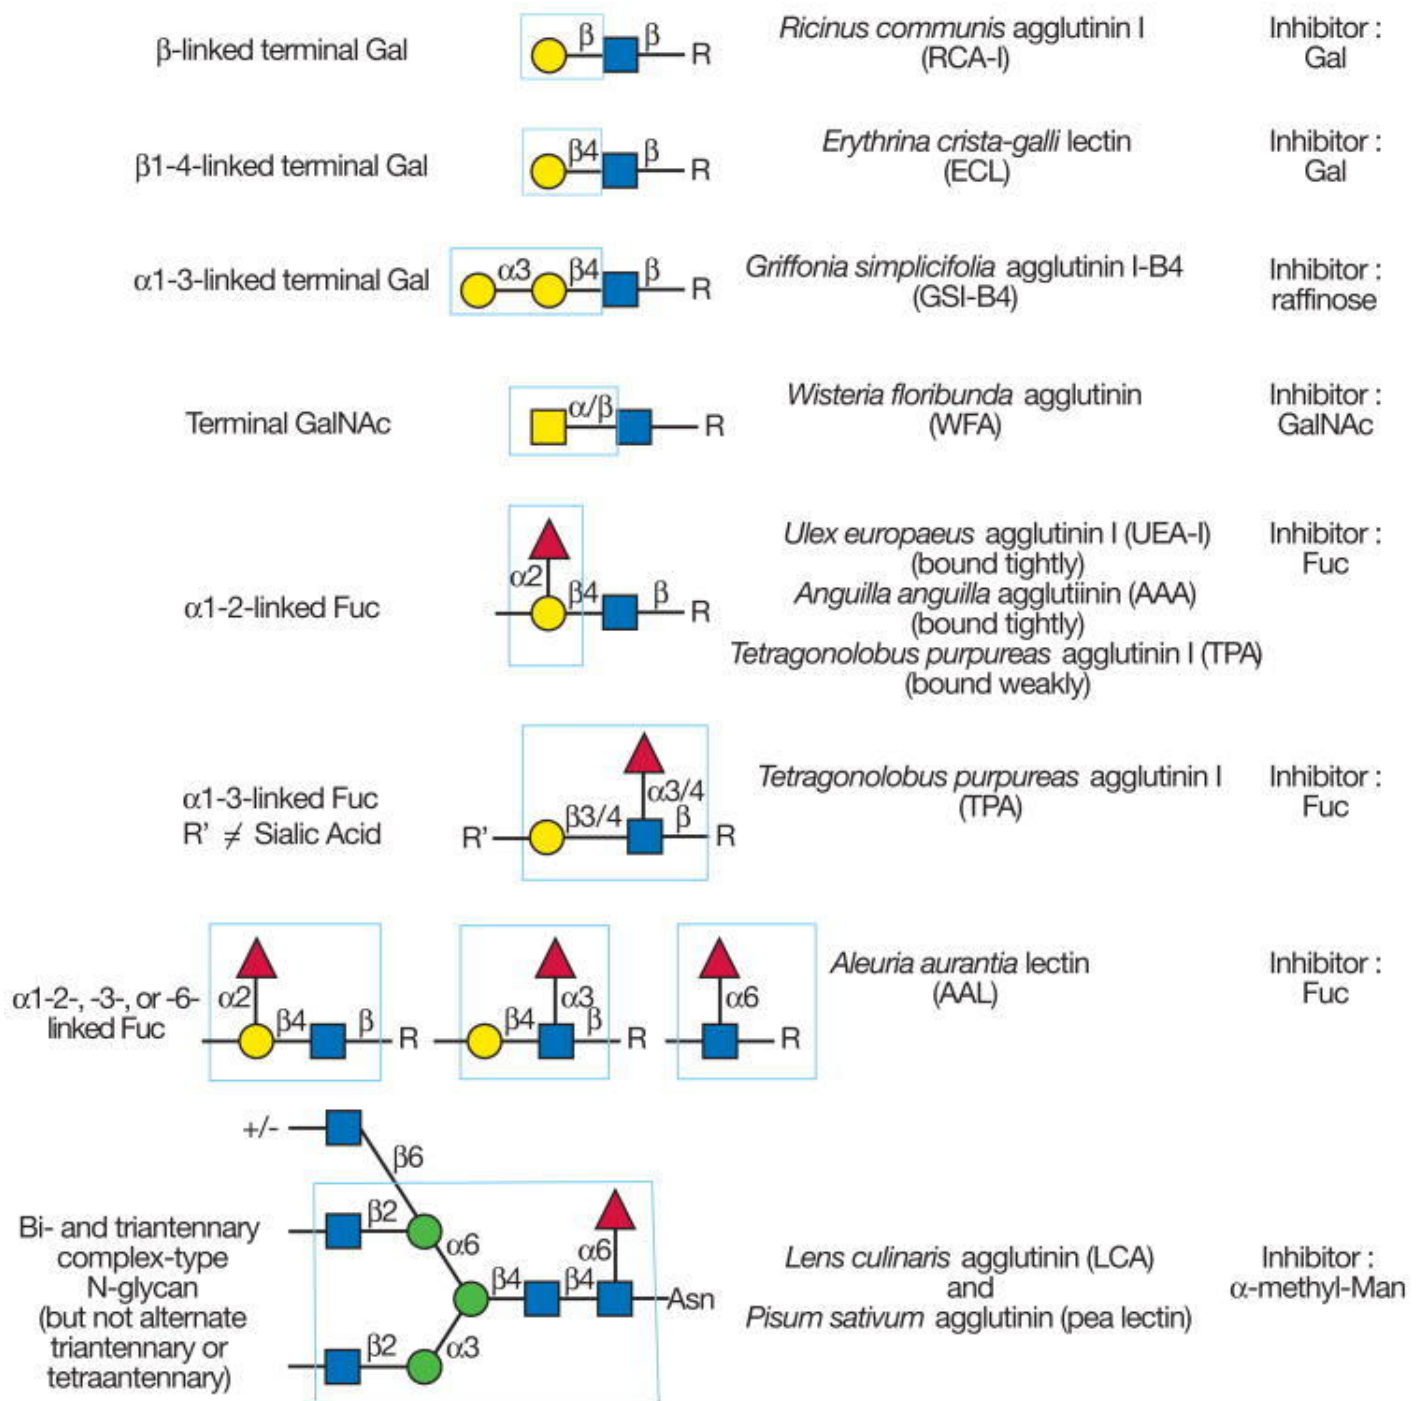 β-linked terminal Gal
β
β
R
Ricinus communis agglutinin I
(RCA-I)
Inhibitor :
Gal
β1-4-linked terminal Gal
β4
β
R
Erythrina crista-galli lectin
(ECL)
Inhibitor :
Gal
α1-3-linked terminal Gal
α3
β4
β
R
Griffonia simplicifolia agglutinin I-B4
(GSI-B4)
Inhibitor :
raffinose
Terminal GalNAc
α/β
R
Wisteria floribunda agglutinin
(WFA)
Inhibitor :
GalNAc
α1-2-linked Fuc
α2
β4
β
R
Ulex europaeus agglutinin I (UEA-I)
(bound tightly)
Anguilla anguilla agglutiinin (AAA)
(bound tightly)
Tetragonolobus purpureas agglutinin I (TPA)
(bound weakly)
Inhibitor :
Fuc
α1-3-linked Fuc
R' ≠ Sialic Acid
R'
β3/4
α3/4
β
R
Tetragonolobus purpureas agglutinin I
(TPA)
Inhibitor :
Fuc
α1-2-, -3-, or -6-
linked Fuc
α2
β4
β
R
β4
α3
β
R
α6
R
Aleuria aurantia lectin
(AAL)
Inhibitor :
Fuc
Bi- and triantennary
complex-type
N-glycan
(but not alternate
triantennary or
tetraantennary)
+/-
β6
β2
α6
β4
β4
α6
Asn
β2
α3
Lens culinaris agglutinin (LCA)
and
Pisum sativum agglutinin (pea lectin)
Inhibitor :
α-methyl-Man